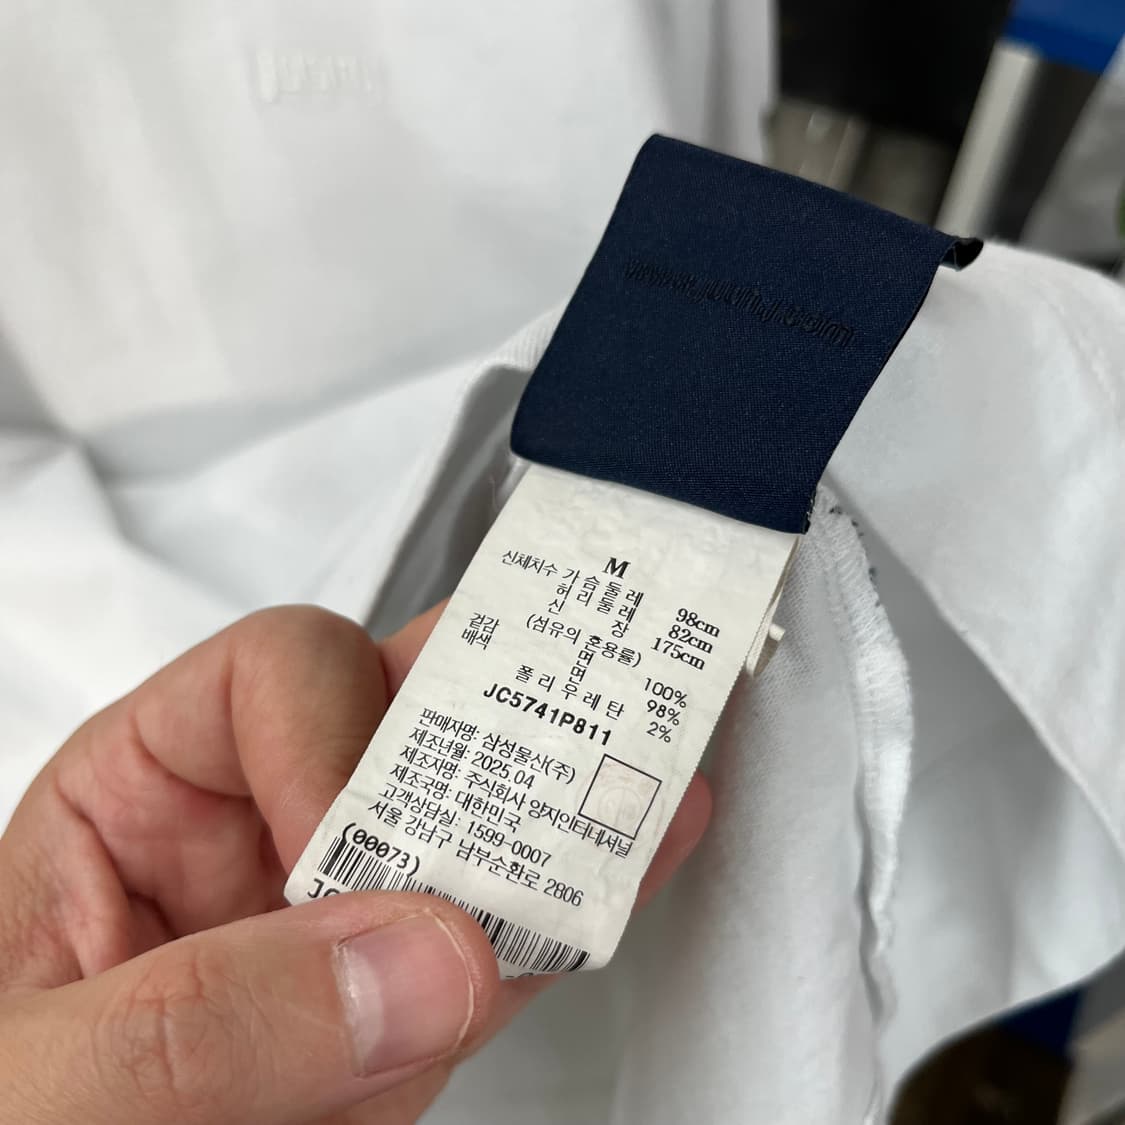 www.juunj.com
M
신체치수 가슴둘레 98cm
허리둘레 82cm
신장 175cm
(섬유의 혼용률)
겉감 면 100%
배색 면 98%
폴리우레탄 2%
JC5741P811
판매자명: 삼성물산(주)
제조년월: 2025.04
제조자명: 주식회사 양지인터내셔널
제조국명: 대한민국
고객상담실: 1599-0007
서울 강남구 남부순환로 2806
(00073)